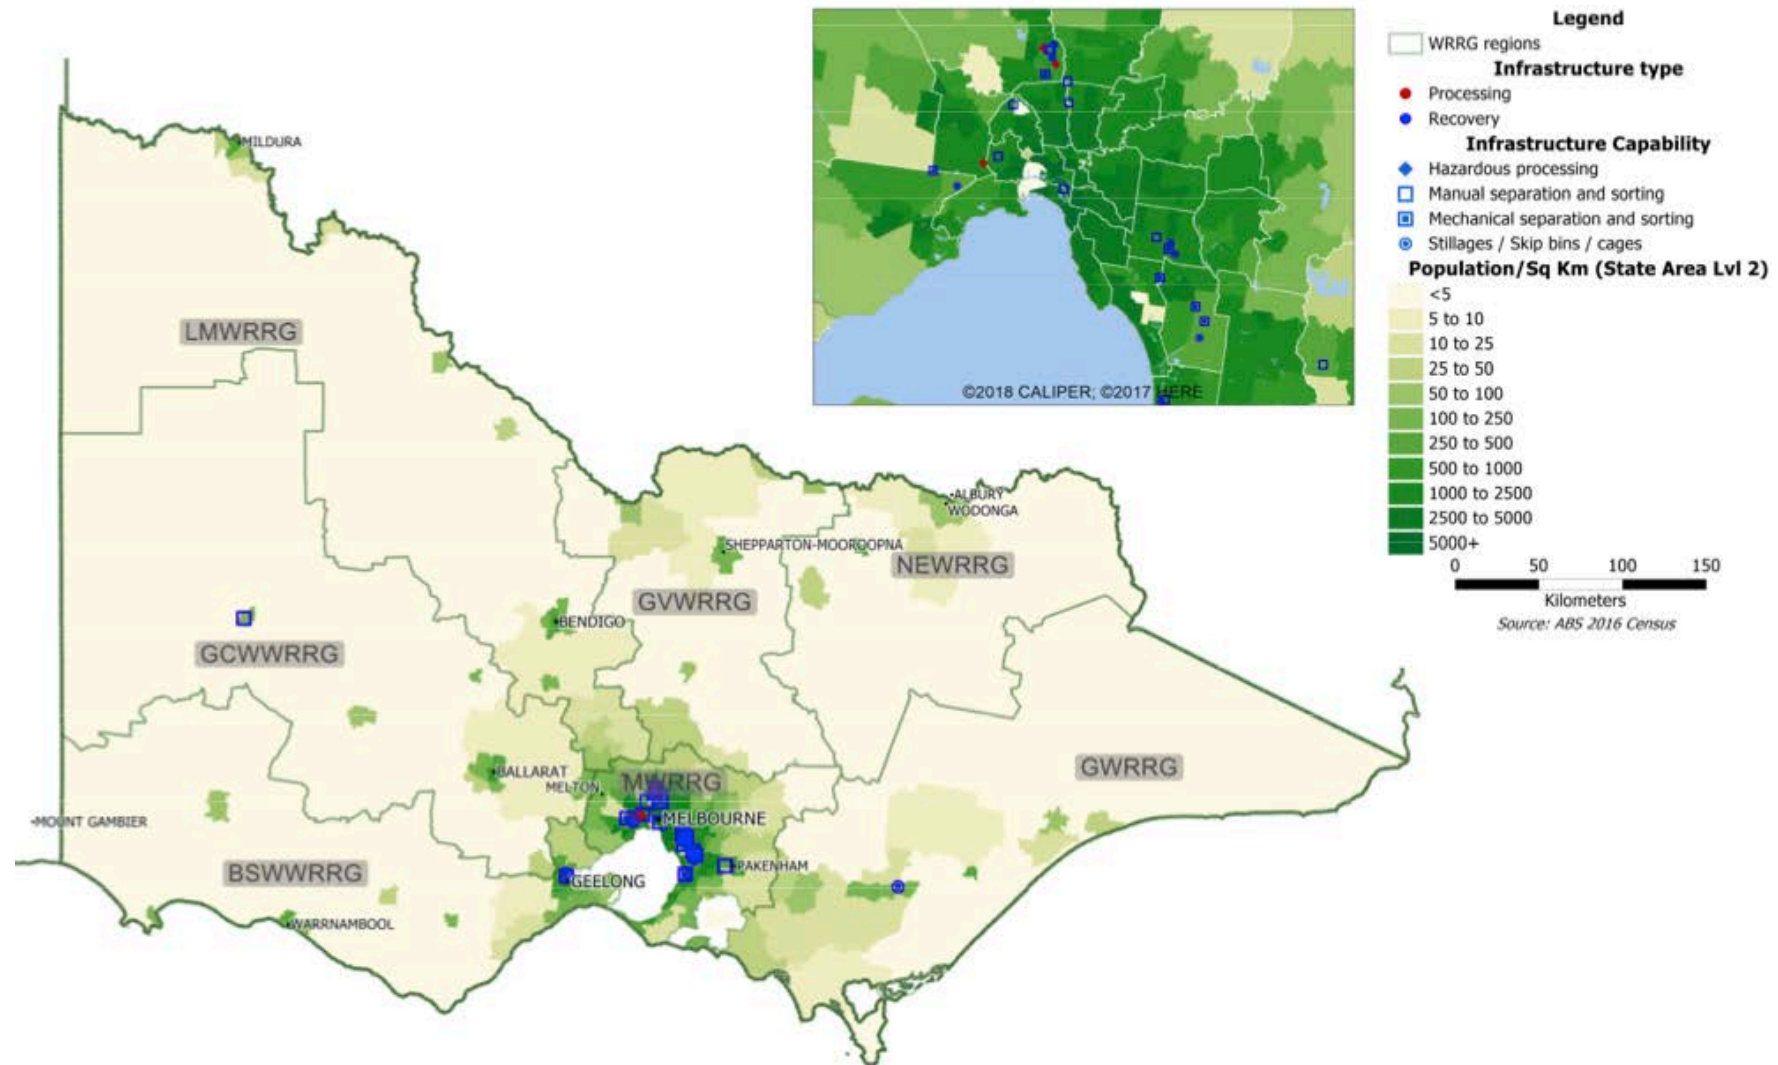 Legend
WRRG regions
Infrastructure type
Processing
Recovery
Infrastructure Capability
Hazardous processing
Manual separation and sorting
Mechanical separation and sorting
Stillages / Skip bins / cages
Population/Sq Km (State Area Lvl 2)
<5
5 to 10
10 to 25
25 to 50
50 to 100
100 to 250
250 to 500
500 to 1000
1000 to 2500
2500 to 5000
5000+
0 50 100 150
Kilometers
Source: ABS 2016 Census
©2018 CALIPER; ©2017 HERE
MILDURA
LMWRRG
ALBURY
WODONGA
SHEPPARTON-MOOROOPNA
NEWRRG
GVWRRG
BENDIGO
GCWWRRG
GWRRG
BALLARAT
MWRRG
MELTON
MOUNT GAMBIER
MELBOURNE
BSWWRRG
PAKENHAM
GEELONG
WARRNAMBOOL